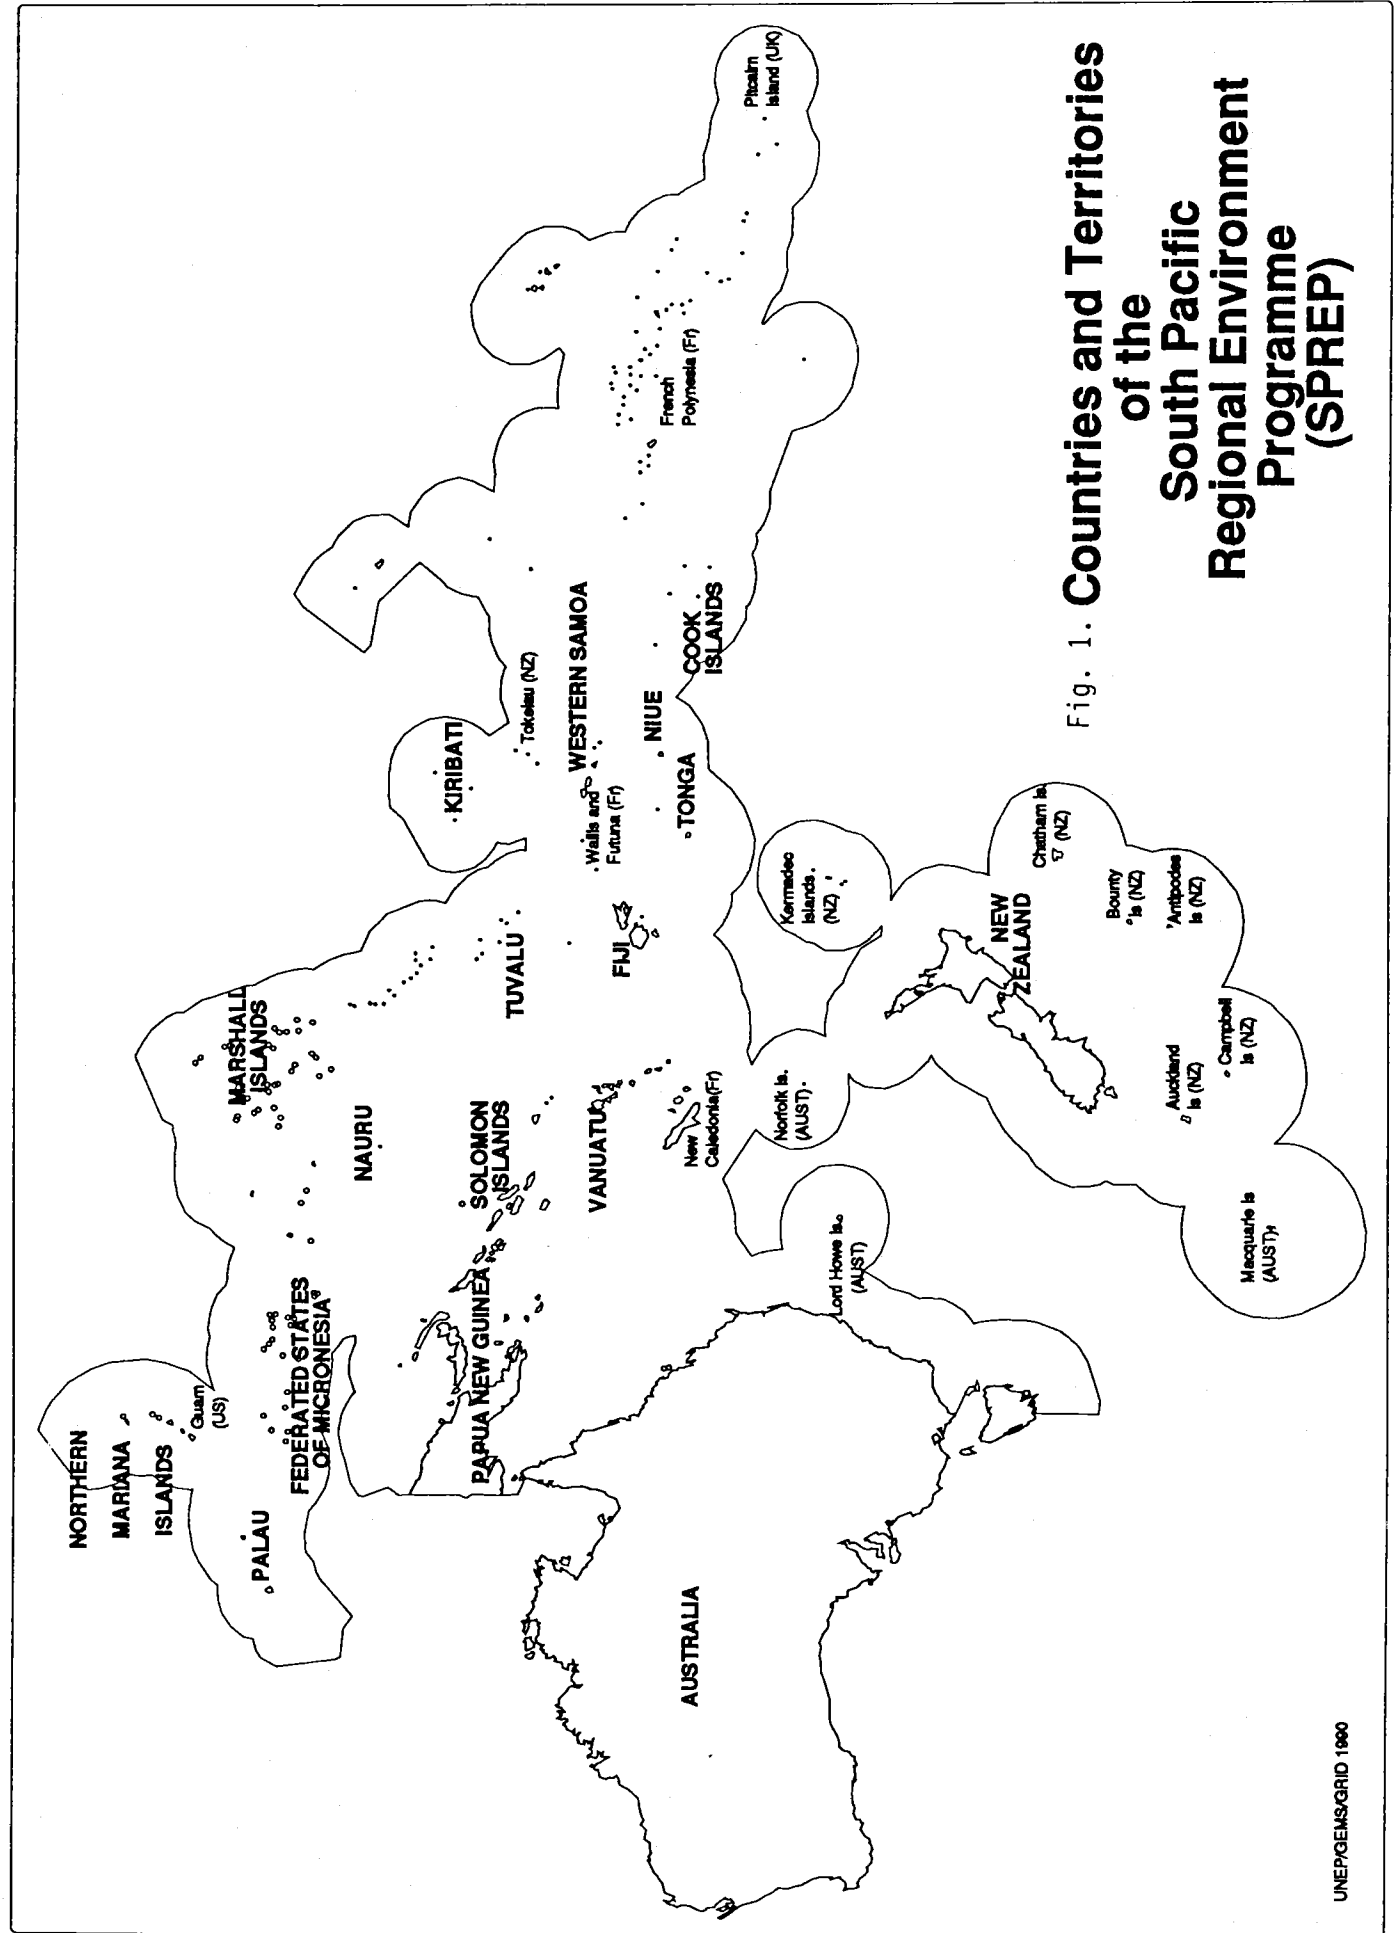 NORTHERN
MARIANA
ISLANDS
Guam
(US)
PALAU
FEDERATED STATES
OF MICRONESIA
MARSHALL
ISLANDS
NAURU
KIRIBATI
PAPUA NEW GUINEA
SOLOMON
ISLANDS
TUVALU
Tokelau (NZ)
VANUATU
Wallis and
Futuna (Fr)
WESTERN SAMOA
FIJI
NIUE
TONGA
COOK
ISLANDS
French
Polynesia (Fr)
Pitcairn
Island (UK)
New
Caledonia(Fr)
AUSTRALIA
Norfolk Is.
(AUST)
Kermadec
Islands
(NZ)
Lord Howe Is.
(AUST)
NEW
ZEALAND
Chatham Is.
(NZ)
Bounty
Is (NZ)
Antipodes
Is (NZ)
Auckland
Is (NZ)
Campbell
Is (NZ)
Macquarie Is
(AUST)
Fig. 1. Countries and Territories
of the
South Pacific
Regional Environment
Programme
(SPREP)
UNEP/GEMS/GRID 1990